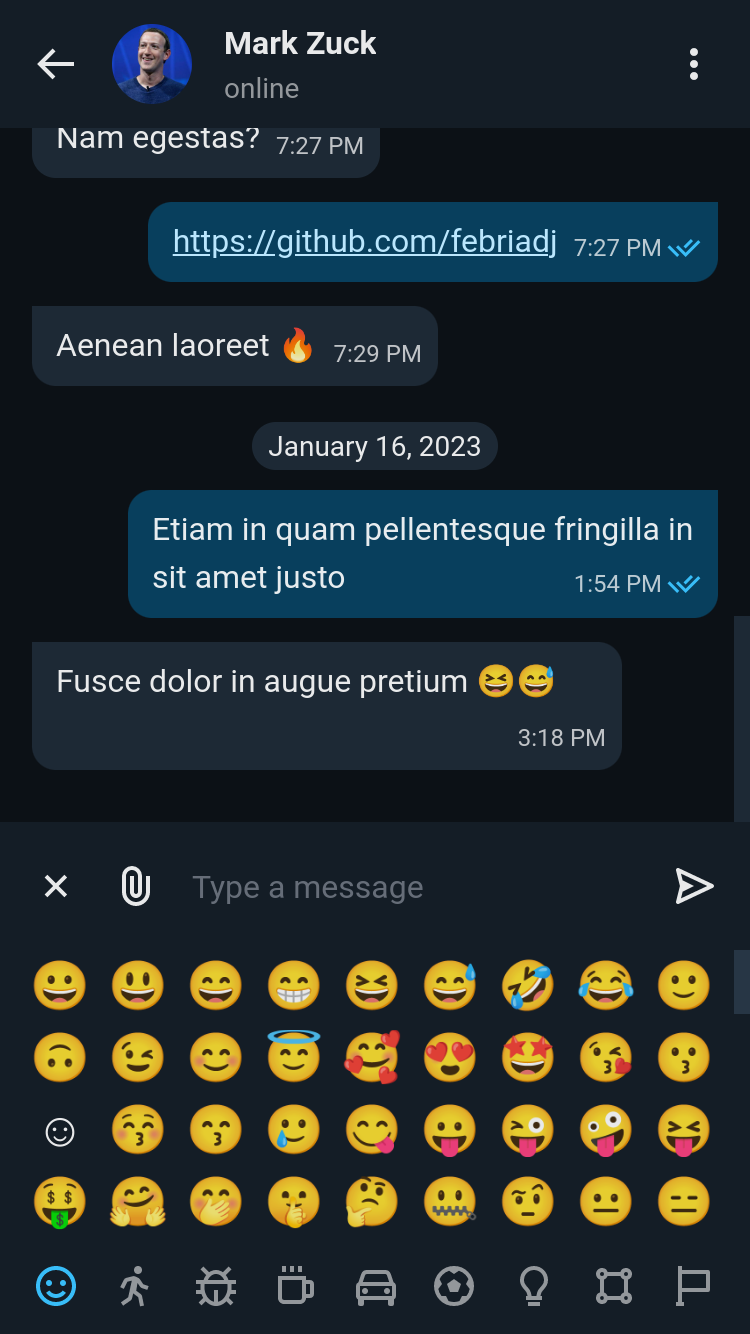 Mark Zuck
online
Nam egestas? 7:27 PM
https://github.com/febriadj 7:27 PM
Aenean laoreet 🔥 7:29 PM
January 16, 2023
Etiam in quam pellentesque fringilla in
sit amet justo 1:54 PM
Fusce dolor in augue pretium 😆😅
3:18 PM
Type a message